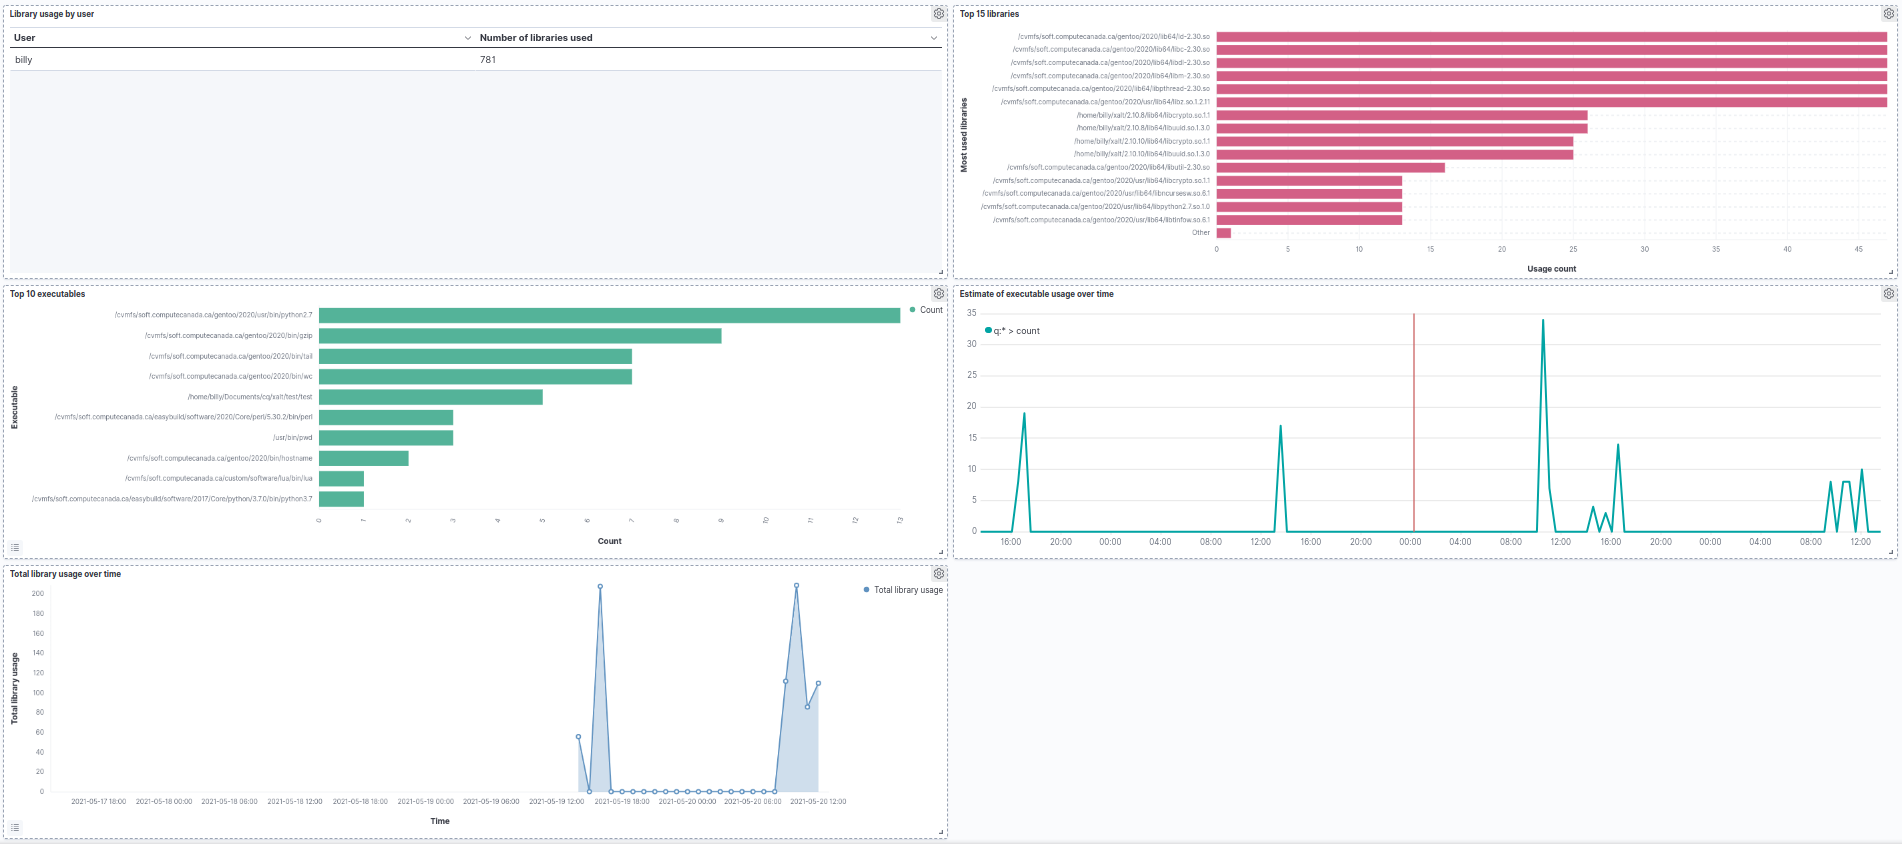 Library usage by user
User Number of libraries used
billy 781
Top 15 libraries
Most used libraries
/cvmfs/soft.computecanada.ca/gentoo/2020/lib64/ld-2.30.so
/cvmfs/soft.computecanada.ca/gentoo/2020/lib64/libc-2.30.so
/cvmfs/soft.computecanada.ca/gentoo/2020/lib64/libdl-2.30.so
/cvmfs/soft.computecanada.ca/gentoo/2020/lib64/libm-2.30.so
/cvmfs/soft.computecanada.ca/gentoo/2020/lib64/libpthread-2.30.so
/cvmfs/soft.computecanada.ca/gentoo/2020/usr/lib64/libz.so.1.2.11
/home/billy/xalt/2.10.8/lib64/libcrypto.so.1.1
/home/billy/xalt/2.10.8/lib64/libuuid.so.1.3.0
/home/billy/xalt/2.10.10/lib64/libcrypto.so.1.1
/home/billy/xalt/2.10.10/lib64/libuuid.so.1.3.0
/cvmfs/soft.computecanada.ca/gentoo/2020/lib64/libutil-2.30.so
/cvmfs/soft.computecanada.ca/gentoo/2020/usr/lib64/libcrypto.so.1.1
/cvmfs/soft.computecanada.ca/gentoo/2020/usr/lib64/libncursesw.so.6.1
/cvmfs/soft.computecanada.ca/gentoo/2020/usr/lib64/libpython2.7.so.1.0
/cvmfs/soft.computecanada.ca/gentoo/2020/usr/lib64/libtinfow.so.6.1
Other
0 5 10 15 20 25 30 35 40 45
Usage count
Top 10 executables
Count
Executable
/cvmfs/soft.computecanada.ca/gentoo/2020/usr/bin/python2.7
/cvmfs/soft.computecanada.ca/gentoo/2020/bin/gzip
/cvmfs/soft.computecanada.ca/gentoo/2020/bin/tail
/cvmfs/soft.computecanada.ca/gentoo/2020/bin/wc
/home/billy/Documents/cq/xalt/test/test
/cvmfs/soft.computecanada.ca/easybuild/software/2020/Core/perl/5.30.2/bin/perl
/usr/bin/pwd
/cvmfs/soft.computecanada.ca/gentoo/2020/bin/hostname
/cvmfs/soft.computecanada.ca/custom/software/lua/bin/lua
/cvmfs/soft.computecanada.ca/easybuild/software/2017/Core/python/3.7.0/bin/python3.7
0 1 2 3 4 5 6 7 8 9 10 11 12 13
Count
Estimate of executable usage over time
q:* > count
35
30
25
20
15
10
5
0
16:00 20:00 00:00 04:00 08:00 12:00 16:00 20:00 00:00 04:00 08:00 12:00 16:00 20:00 00:00 04:00 08:00 12:00
Total library usage over time
Total library usage
Total library usage
200
180
160
140
120
100
80
60
40
20
0
2021-05-17 18:00 2021-05-18 00:00 2021-05-18 06:00 2021-05-18 12:00 2021-05-18 18:00 2021-05-19 00:00 2021-05-19 06:00 2021-05-19 12:00 2021-05-19 18:00 2021-05-20 00:00 2021-05-20 06:00 2021-05-20 12:00
Time